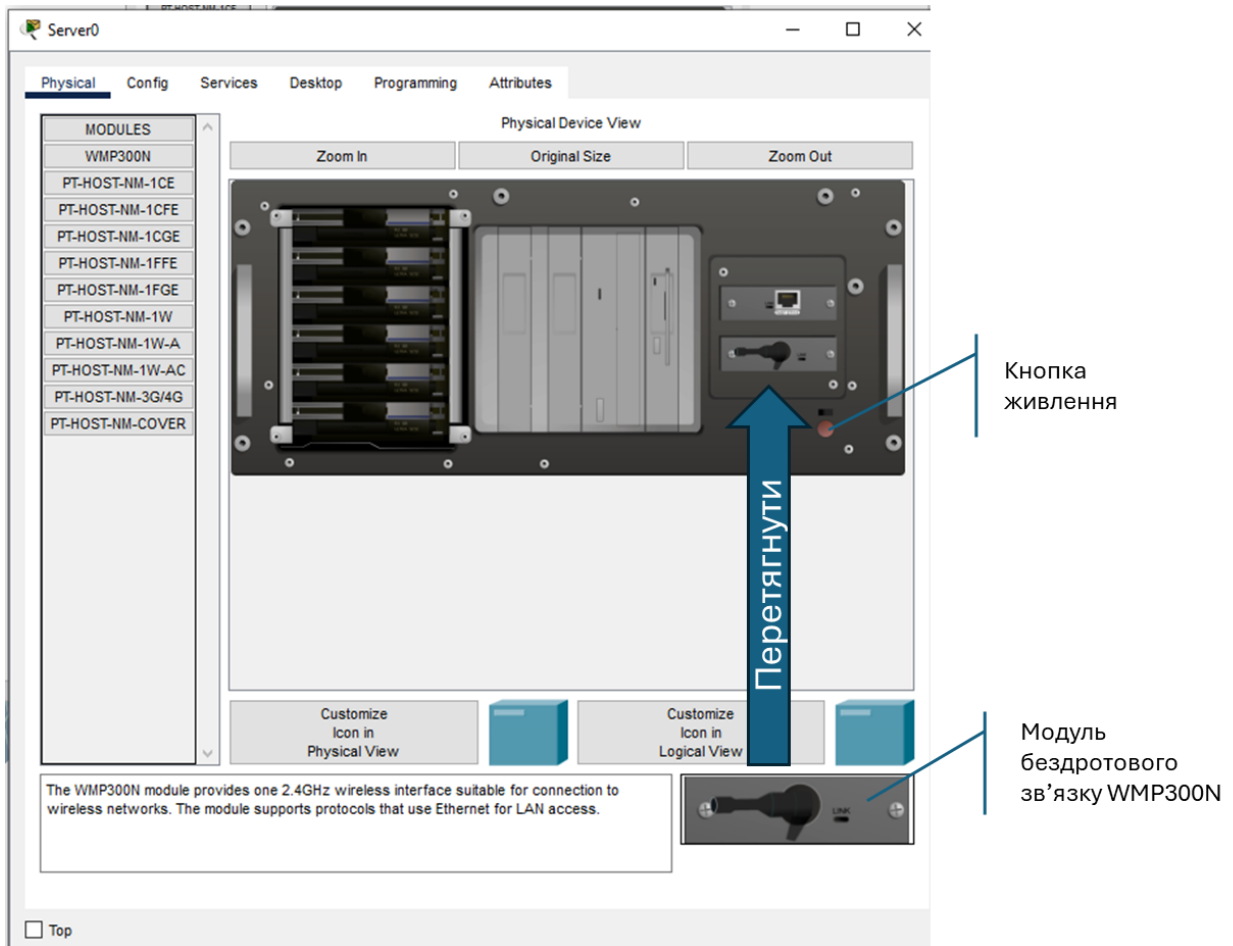 PT-HOST-NM-1CE
Server0
Physical Config Services Desktop Programming Attributes
MODULES
WMP300N
PT-HOST-NM-1CE
PT-HOST-NM-1CFE
PT-HOST-NM-1CGE
PT-HOST-NM-1FFE
PT-HOST-NM-1FGE
PT-HOST-NM-1W
PT-HOST-NM-1W-A
PT-HOST-NM-1W-AC
PT-HOST-NM-3G/4G
PT-HOST-NM-COVER
Physical Device View
Zoom In Original Size Zoom Out
Кнопка
живлення
Перетягнути
Customize
Icon in
Physical View
Customize
Icon in
Logical View
Модуль
бездротового
зв’язку WMP300N
The WMP300N module provides one 2.4GHz wireless interface suitable for connection to
wireless networks. The module supports protocols that use Ethernet for LAN access.
LINK
Top